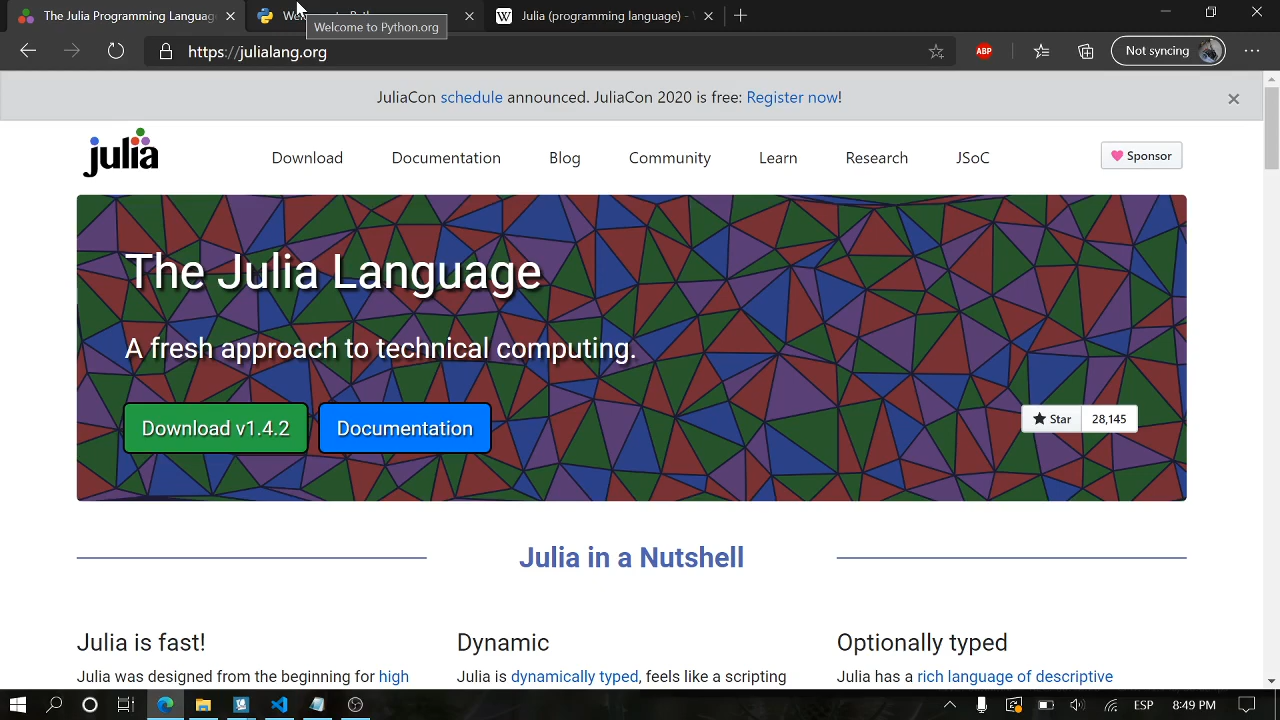 The Julia Programming Languag
Welcome to Python.org
Julia (programming language) -
https://julialang.org
ABP
Not syncing
JuliaCon schedule announced. JuliaCon 2020 is free: Register now!
julia
Download
Documentation
Blog
Community
Learn
Research
JSoC
Sponsor
The Julia Language
A fresh approach to technical computing.
Download v1.4.2
Documentation
Star
28,145
Julia in a Nutshell
Julia is fast!
Julia was designed from the beginning for high
Dynamic
Julia is dynamically typed, feels like a scripting
Optionally typed
Julia has a rich language of descriptive
ESP
8:49 PM